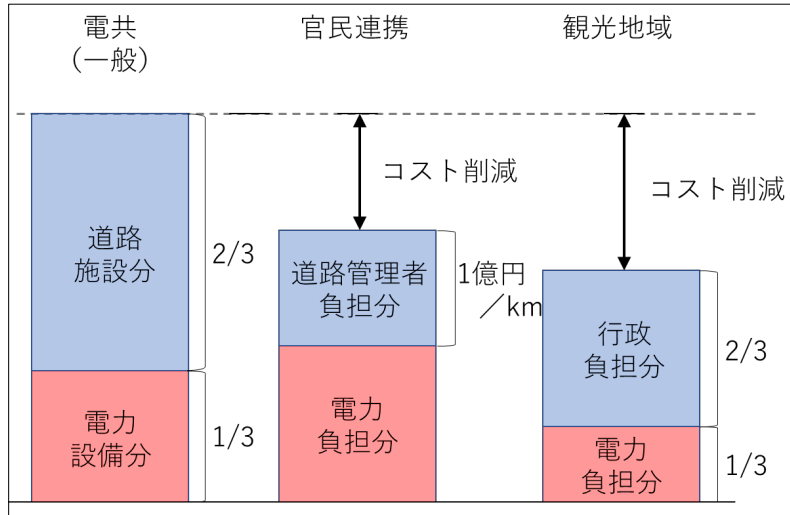 電共
（一般）
官民連携
観光地域
コスト削減
コスト削減
道路
施設分
2/3
電力
設備分
1/3
道路管理者
負担分
1億円
／km
電力
負担分
行政
負担分
2/3
電力
負担分
1/3